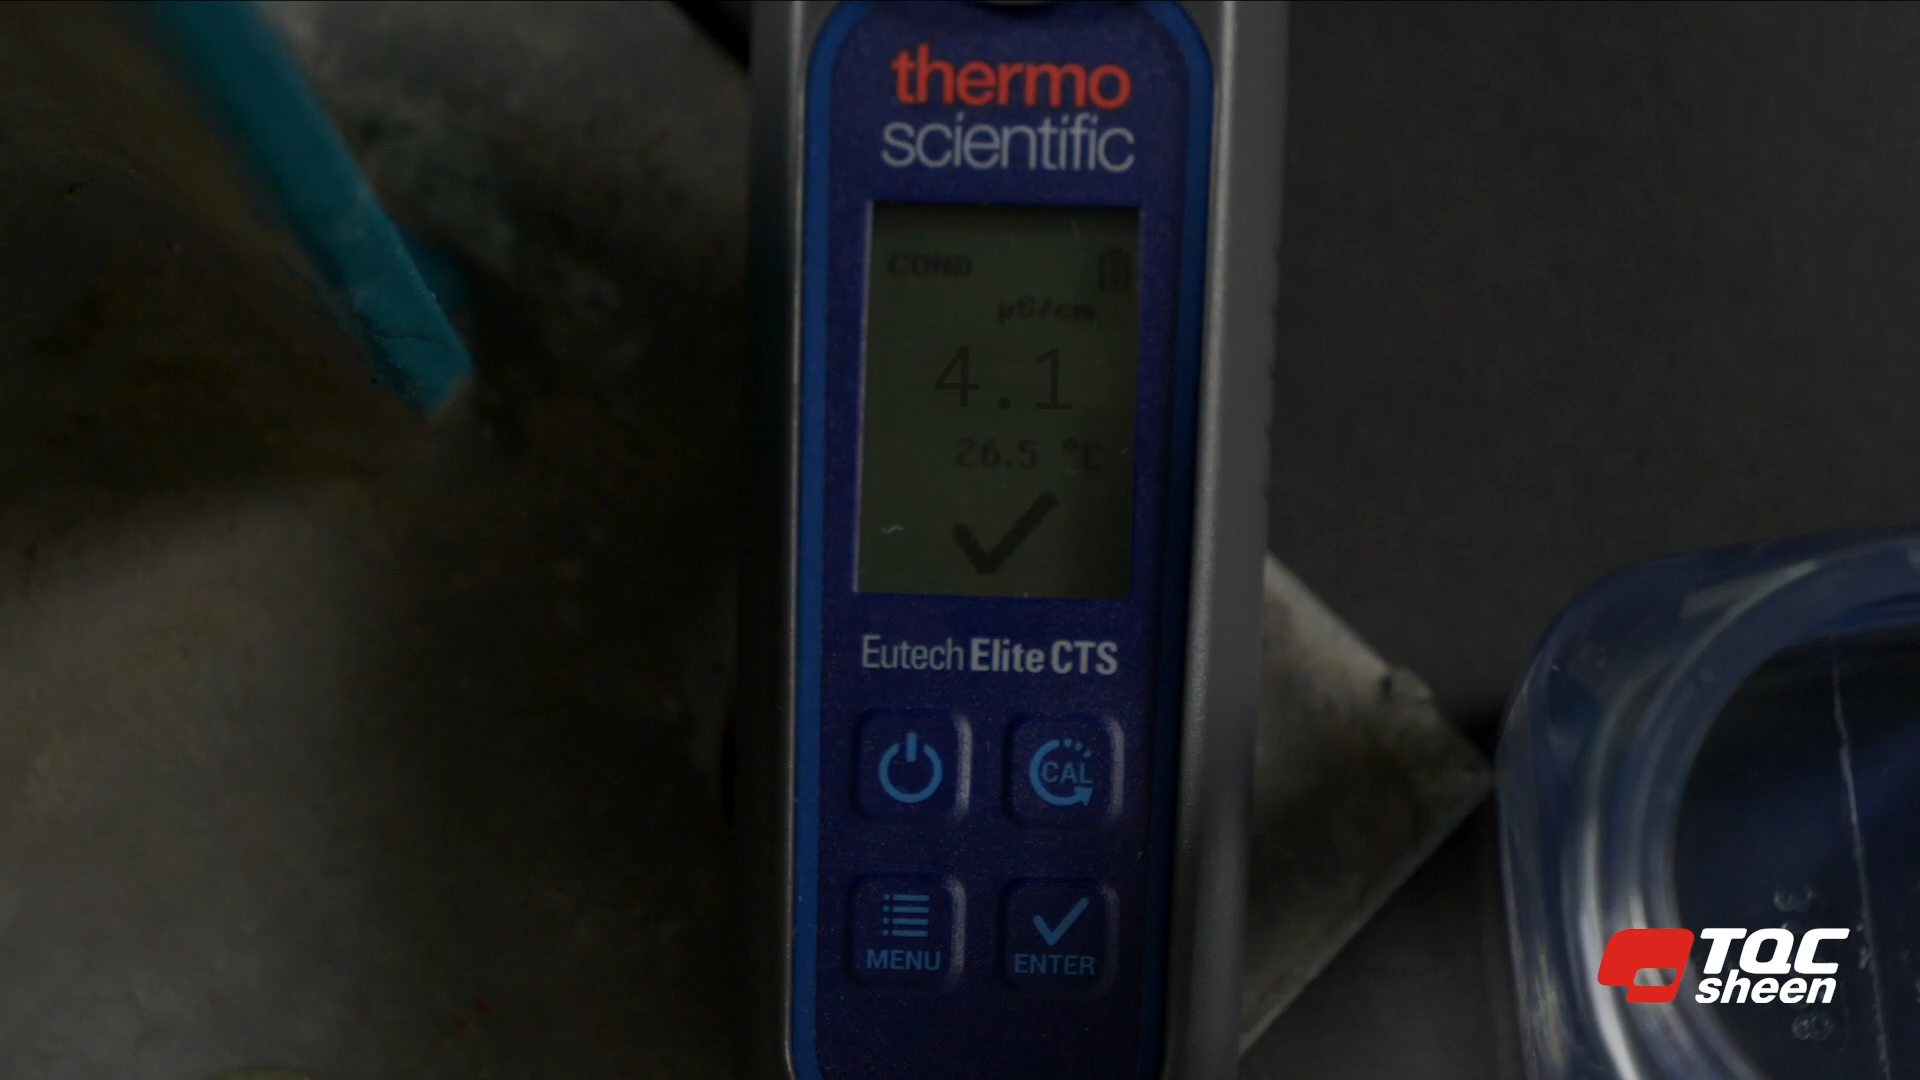 thermo
scientific
COND
µS/cm
4.1
26.5 °C
Eutech Elite CTS
CAL
MENU
ENTER
TQC
sheen